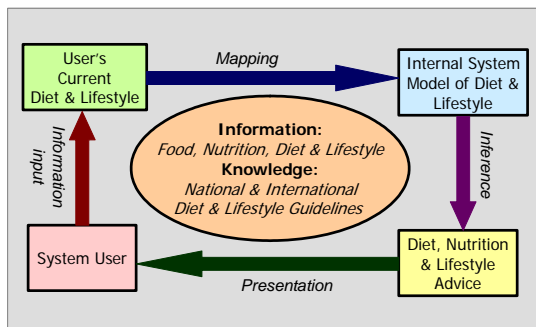 User's
Current
Diet & Lifestyle
Mapping
Internal System
Model of Diet &
Lifestyle
Information
input
Information:
Food, Nutrition, Diet & Lifestyle
Knowledge:
National & International
Diet & Lifestyle Guidelines
Inference
System User
Presentation
Diet, Nutrition
& Lifestyle
Advice